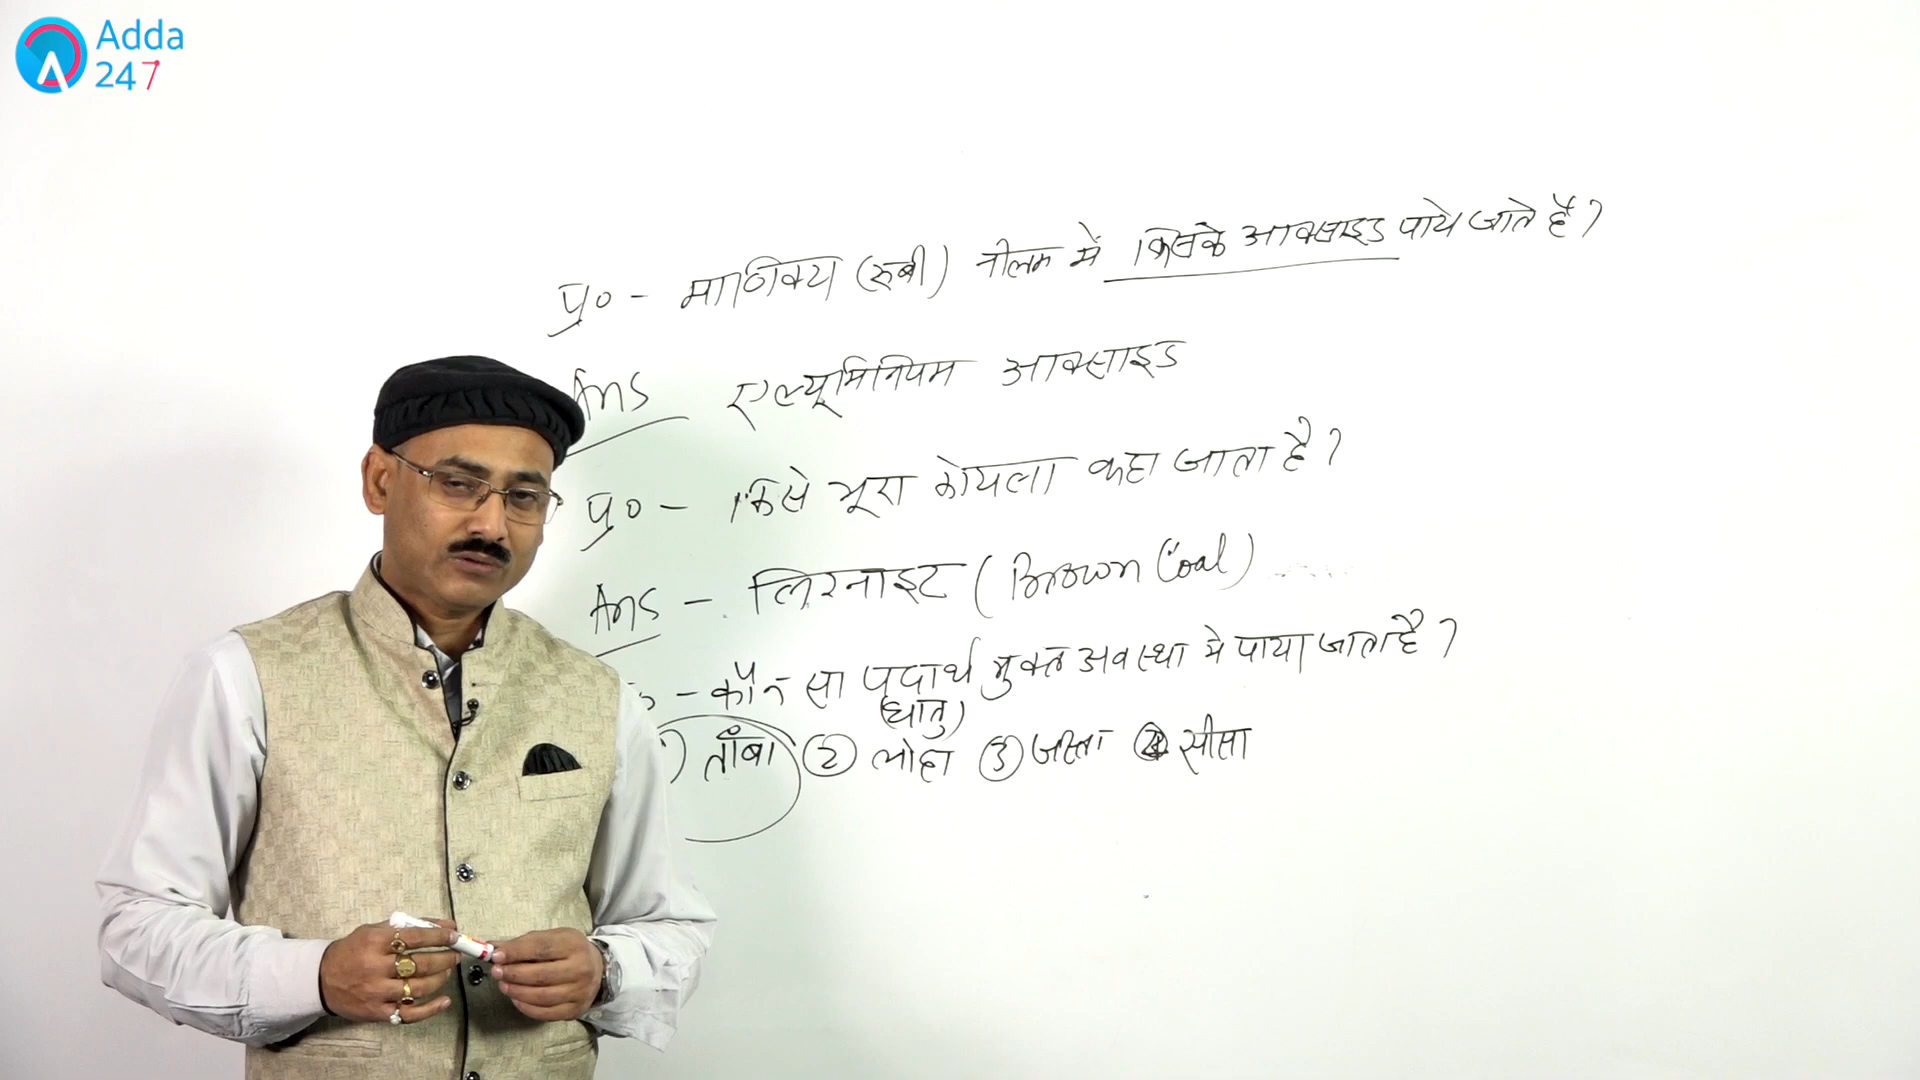 Adda
247
प्र० - माणिक्य (रूबी) नीलम में किसके आक्साइड पाये जाते है ?
Ans एल्यूमिनियम आक्साइड
प्र० - किसे भूरा कोयला कहा जाता है ?
Ans - लिग्नाइट (Brown Coal)
- कौन सा पदार्थ मुक्त अवस्था मे पाया जाता है ?
(धातु)
ताँबा (2) लोहा (3) जस्ता (4) सीसा